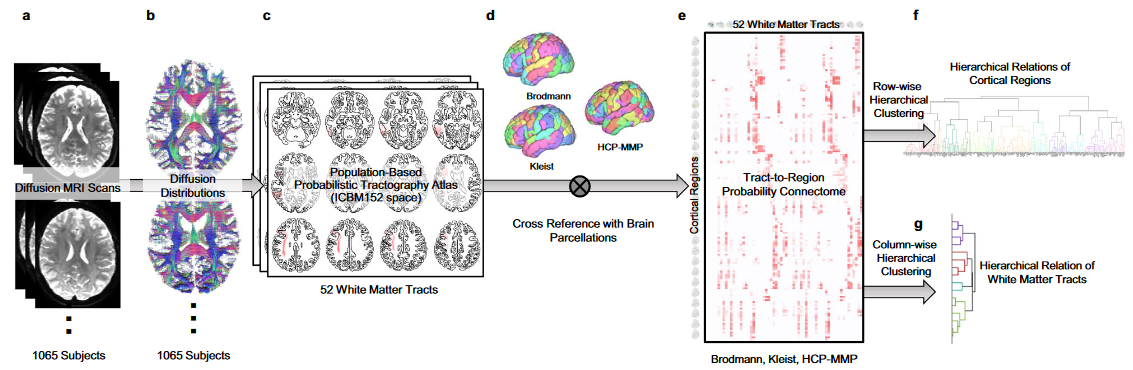 a
b
c
d
e
f
Diffusion MRI Scans
1065 Subjects
Diffusion
Distributions
1065 Subjects
Population-Based
Probabilistic Tractography Atlas
(ICBM152 space)
52 White Matter Tracts
Brodmann
HCP-MMP
Kleist
Cross Reference with Brain
Parcellations
52 White Matter Tracts
Cortical Regions
Tract-to-Region
Probability Connectome
Brodmann, Kleist, HCP-MMP
Row-wise
Hierarchical
Clustering
Hierarchical Relations of
Cortical Regions
g
Column-wise
Hierarchical
Clustering
Hierarchical Relation of
White Matter Tracts